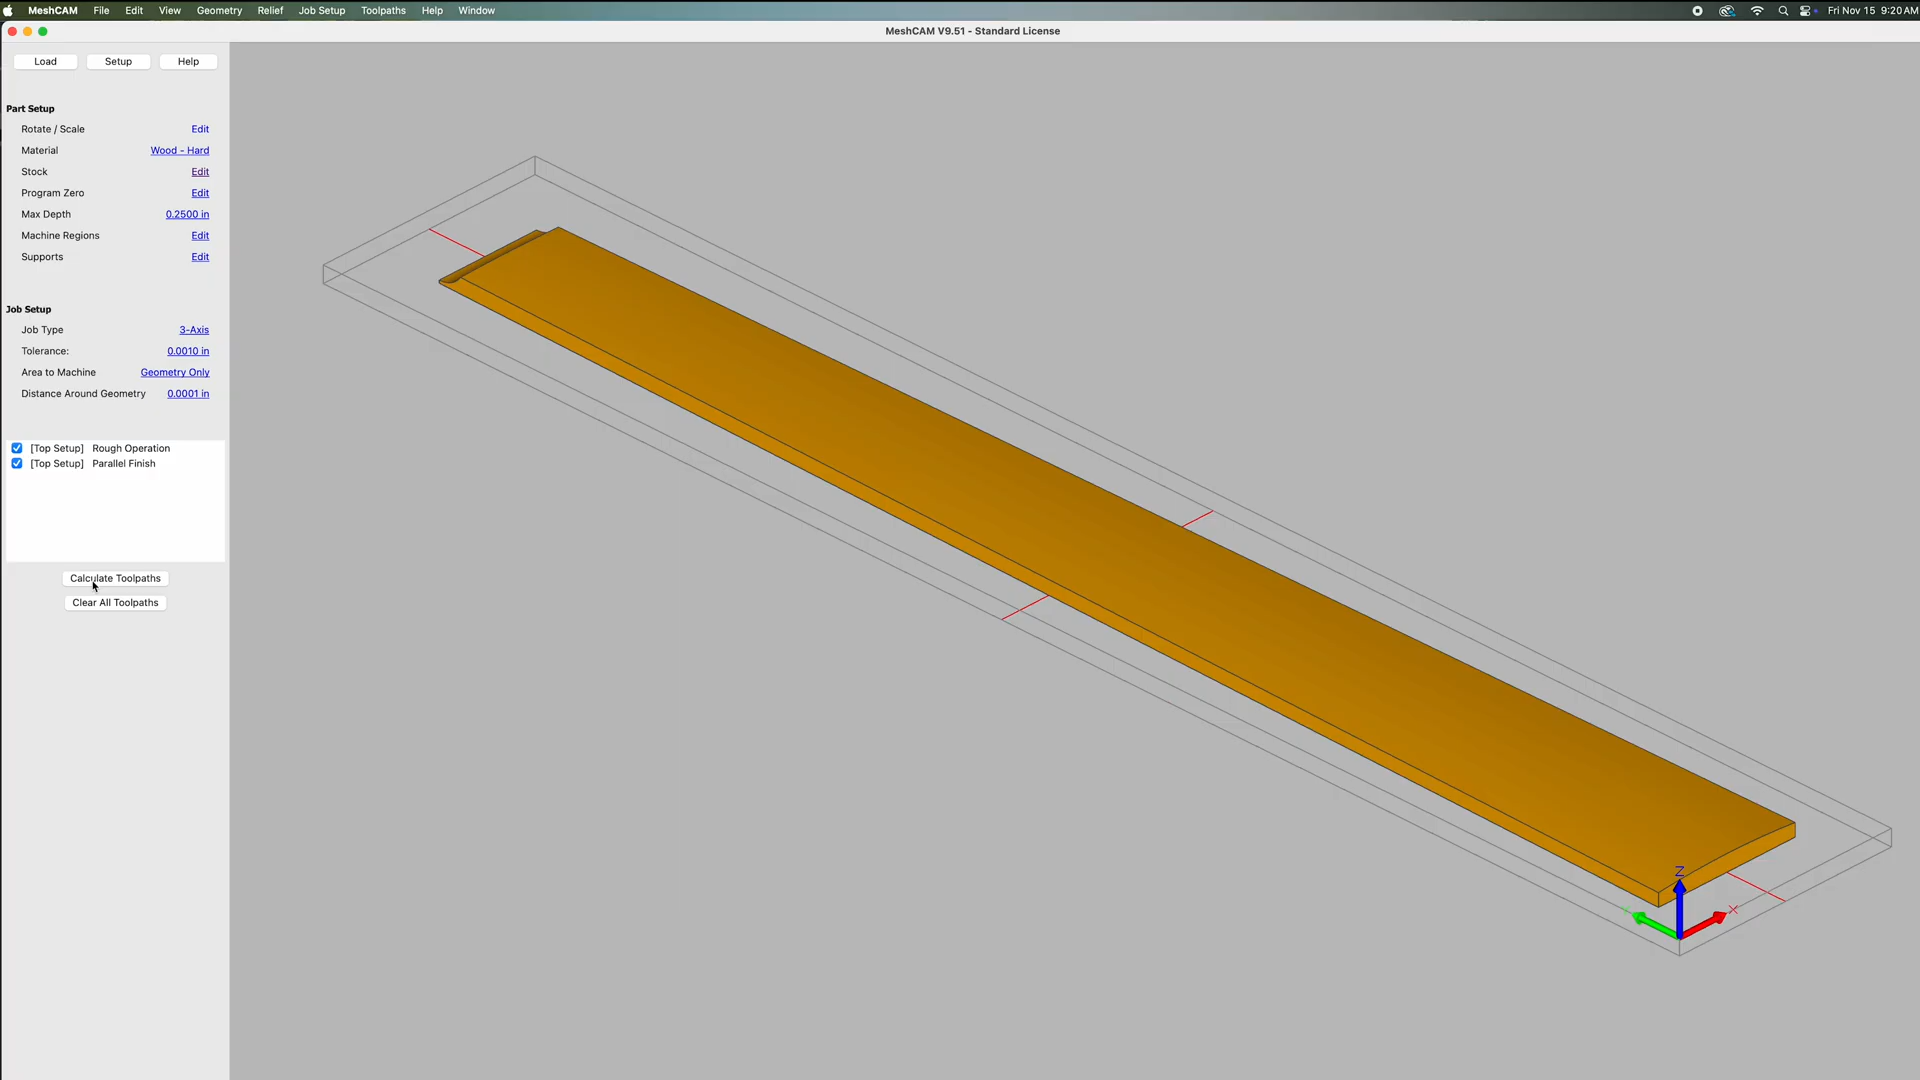 MeshCAM File Edit View Geometry Relief Job Setup Toolpaths Help Window Fri Nov 15 9:20 AM
MeshCAM V9.51 - Standard License
Load Setup Help
Part Setup
Rotate / Scale Edit
Material Wood - Hard
Stock Edit
Program Zero Edit
Max Depth 0.2500 in
Machine Regions Edit
Supports Edit
Job Setup
Job Type 3-Axis
Tolerance: 0.0010 in
Area to Machine Geometry Only
Distance Around Geometry 0.0001 in
[Top Setup] Rough Operation
[Top Setup] Parallel Finish
Calculate Toolpaths
Clear All Toolpaths
Z
X